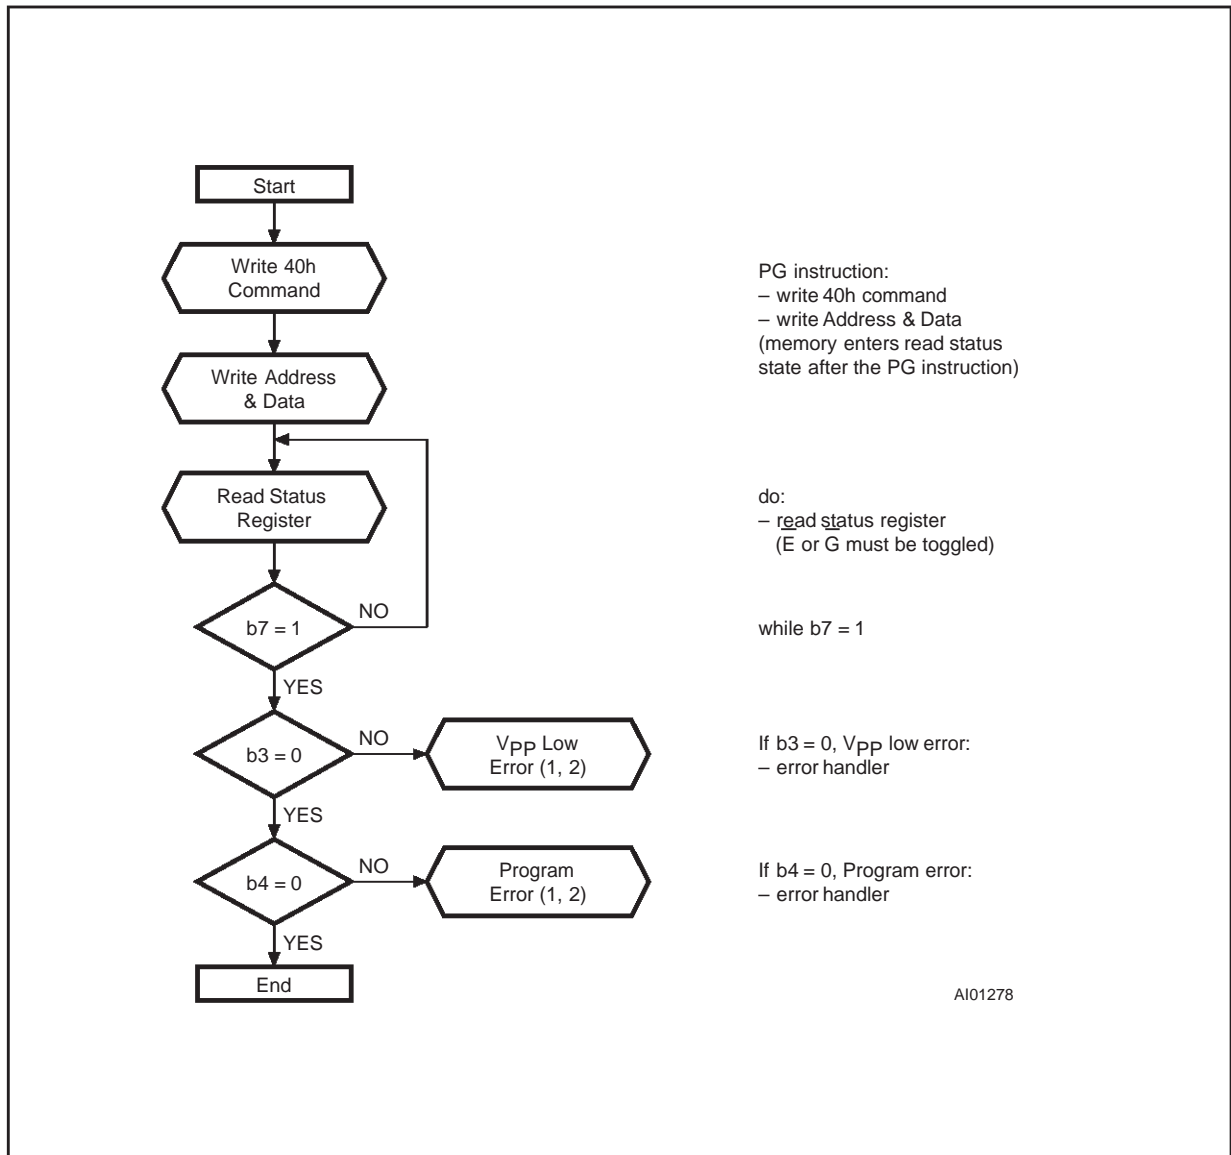 Start
Write 40h
Command
PG instruction:
– write 40h command
– write Address & Data
(memory enters read status
state after the PG instruction)
Write Address
& Data
Read Status
Register
do:
– read status register
(E̅ or G̅ must be toggled)
b7 = 1
NO
while b7 = 1
YES
b3 = 0
NO
VPP Low
Error (1, 2)
If b3 = 0, VPP low error:
– error handler
YES
b4 = 0
NO
Program
Error (1, 2)
If b4 = 0, Program error:
– error handler
YES
End
AI01278